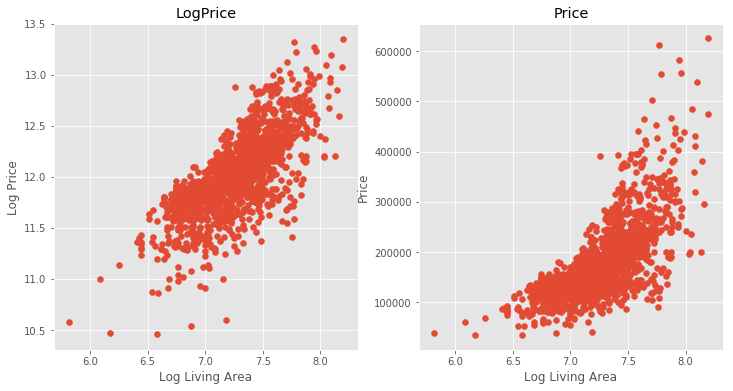 LogPrice
13.5
13.0
12.5
12.0
11.5
11.0
10.5
Log Price
6.0 6.5 7.0 7.5 8.0
Log Living Area
Price
600000
500000
400000
300000
200000
100000
Price
6.0 6.5 7.0 7.5 8.0
Log Living Area